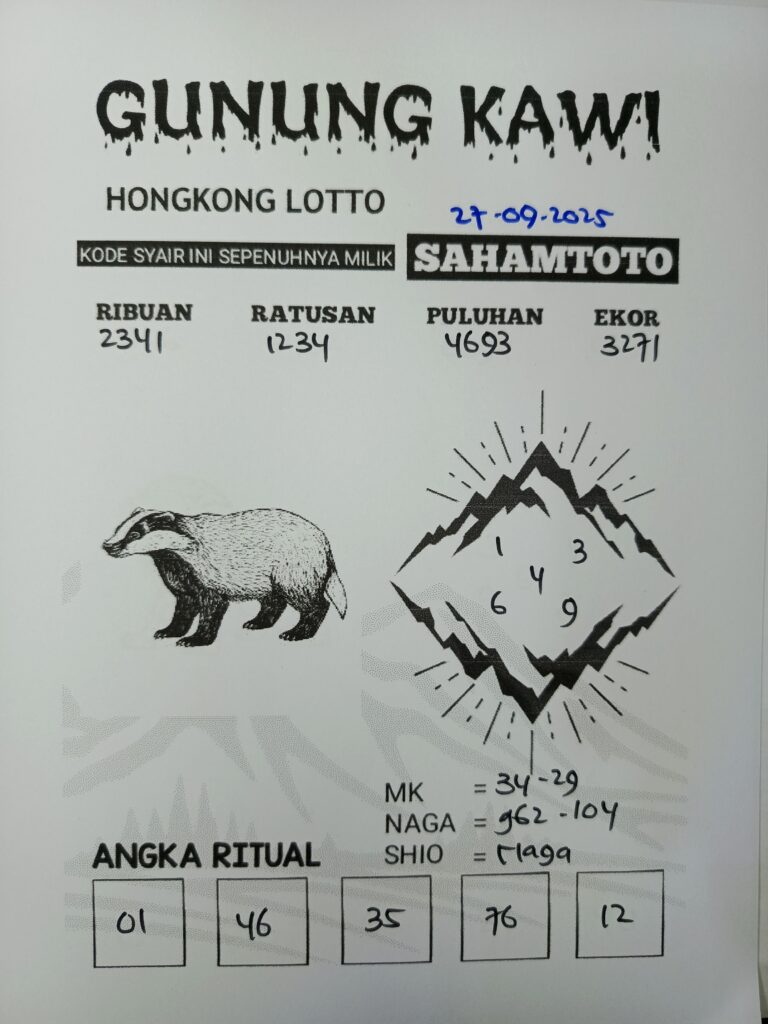 GUNUNG KAWI
HONGKONG LOTTO
27-09-2025
KODE SYAIR INI SEPENUHNYA MILIK SAHAMTOTO
RIBUAN RATUSAN PULUHAN EKOR
2341 1234 4693 3271
1 3
4
6 9
MK = 34-29
NAGA = 962-104
SHIO = naga
ANGKA RITUAL
01 46 35 76 12